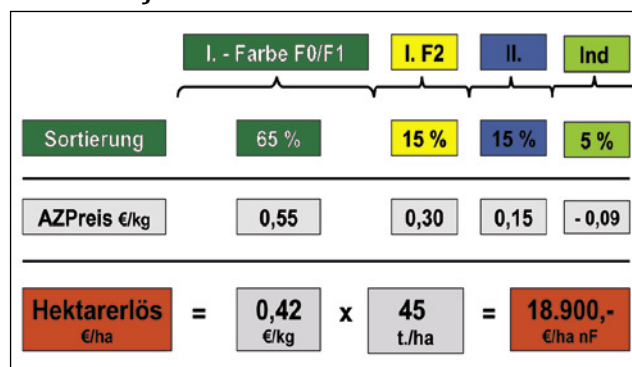 I. - Farbe F0/F1 I. F2 II. Ind
Sortierung 65 % 15 % 15 % 5 %
AZPreis €/kg 0,55 0,30 0,15 - 0,09
Hektarerlös = 0,42 x 45 = 18.900,-
€/ha €/kg t./ha €/ha nF